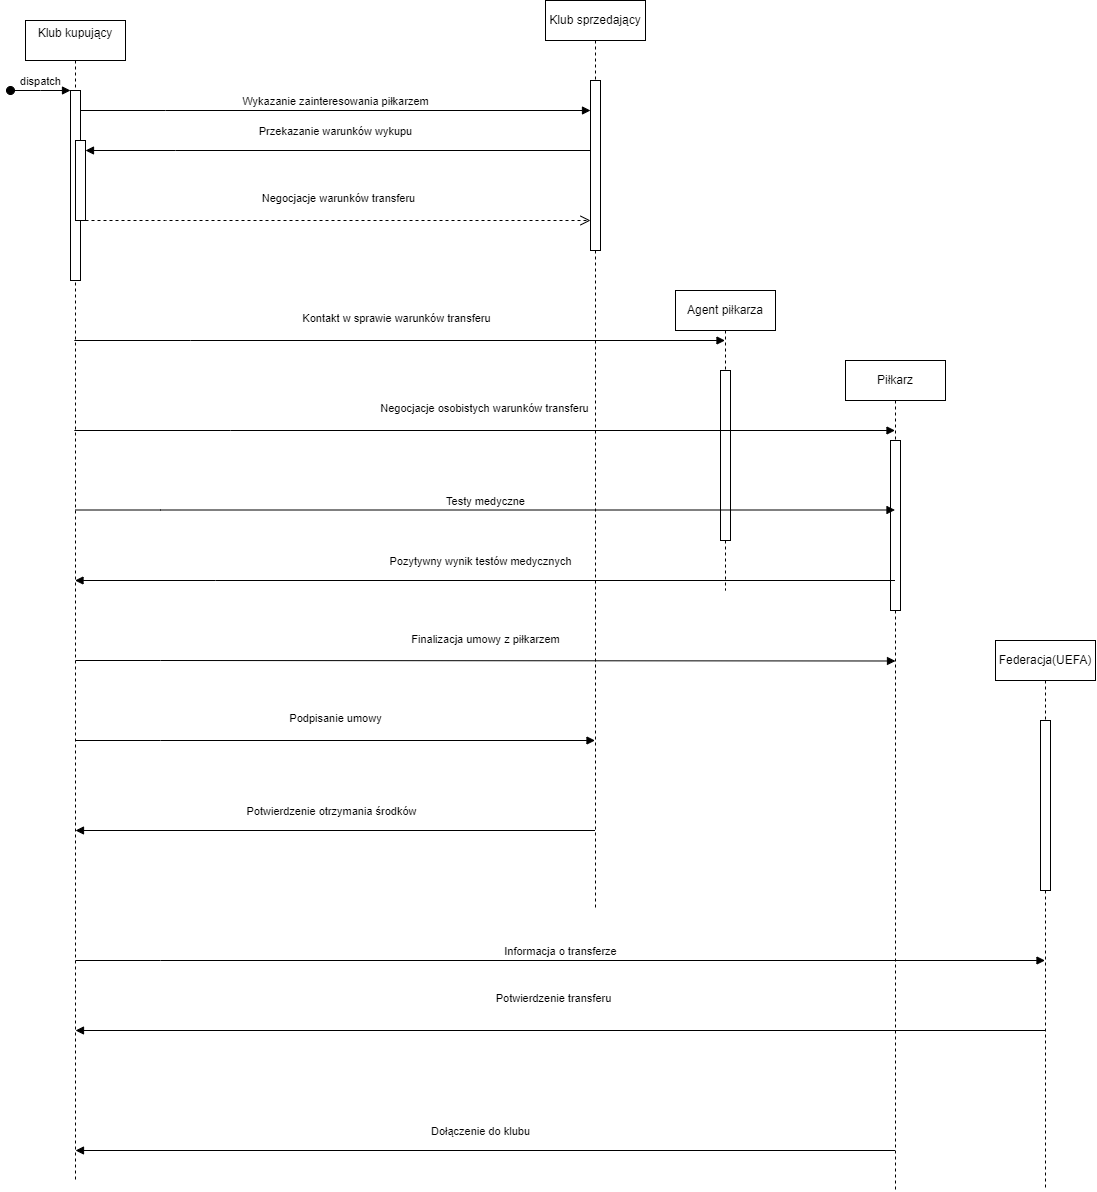 Klub sprzedający
Klub kupujący
dispatch
Wykazanie zainteresowania piłkarzem
Przekazanie warunków wykupu
Negocjacje warunków transferu
Agent piłkarza
Kontakt w sprawie warunków transferu
Piłkarz
Negocjacje osobistych warunków transferu
Testy medyczne
Pozytywny wynik testów medycznych
Finalizacja umowy z piłkarzem
Federacja(UEFA)
Podpisanie umowy
Potwierdzenie otrzymania środków
Informacja o transferze
Potwierdzenie transferu
Dołączenie do klubu